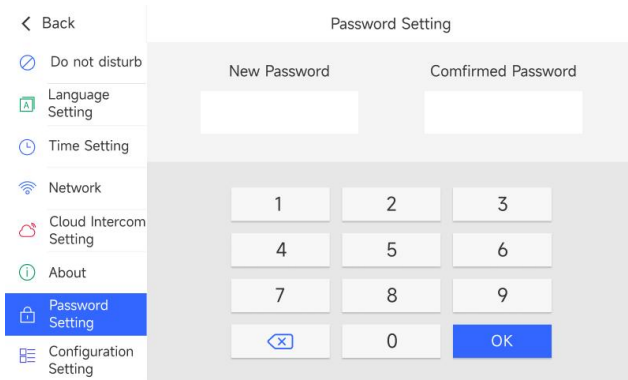 Back
Password Setting
Do not disturb
Language
Setting
Time Setting
Network
Cloud Intercom
Setting
About
Password
Setting
Configuration
Setting
New Password
Comfirmed Password
1 2 3
4 5 6
7 8 9
0 OK